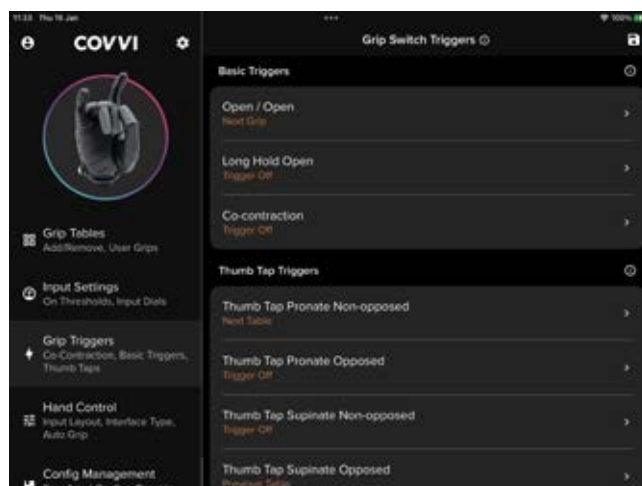 11:33 Thu 16 Jan
100%
COVVI
Grip Switch Triggers
Basic Triggers
Open / Open
Next Grip
Long Hold Open
Trigger Off
Co-contraction
Trigger Off
Grip Tables
Add/Remove, User Grips
Input Settings
On Thresholds, Input Dials
Grip Triggers
Co-Contraction, Basic Triggers,
Thumb Taps
Hand Control
Input Layout, Interface Type,
Auto Grip
Config Management
Thumb Tap Triggers
Thumb Tap Pronate Non-opposed
Next Table
Thumb Tap Pronate Opposed
Trigger Off
Thumb Tap Supinate Non-opposed
Trigger Off
Thumb Tap Supinate Opposed